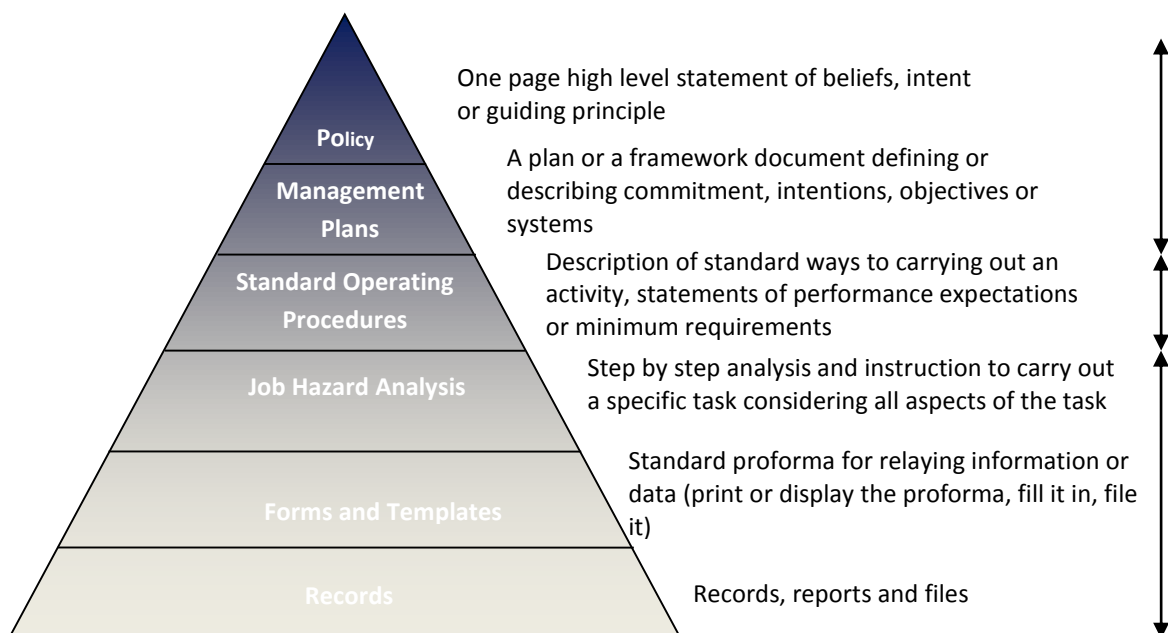 Policy
One page high level statement of beliefs, intent
or guiding principle
Management
Plans
A plan or a framework document defining or
describing commitment, intentions, objectives or
systems
Standard Operating
Procedures
Description of standard ways to carrying out an
activity, statements of performance expectations
or minimum requirements
Job Hazard Analysis
Step by step analysis and instruction to carry out
a specific task considering all aspects of the task
Forms and Templates
Standard proforma for relaying information or
data (print or display the proforma, fill it in, file
it)
Records
Records, reports and files